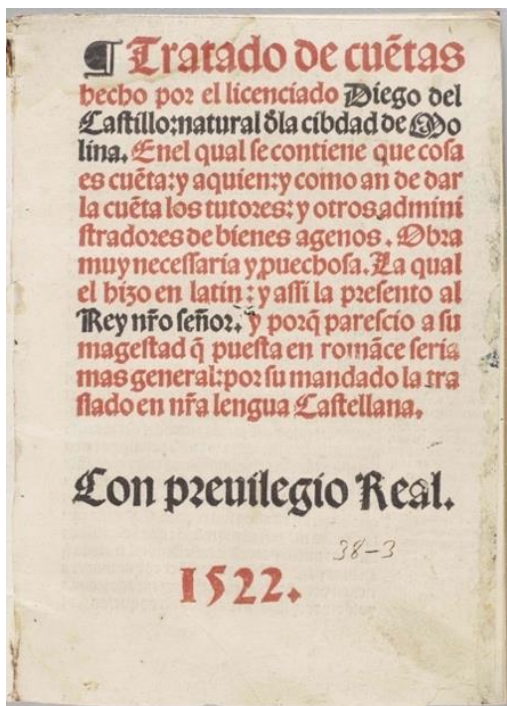 ¶ Tratado de cuẽtas
hecho por el licenciado Diego del
Castillo: natural ďla cibdad de Mo
lina. Enel qual se contiene que cosa
es cuẽta: y aquien: y como an de dar
la cuẽta los tutores: y otros admini
stradores de bienes agenos. Obra
muy necessaria y ꝓuechosa. La qual
el hizo en latin: y assi la presento al
Rey nr̃o señor. y porq̃ parescio a su
magestad q̃ puesta en romãce seria
mas general: por su mandado la tra
slado en nr̃a lengua Castellana.
Con preuilegio Real.
38-3
1522.